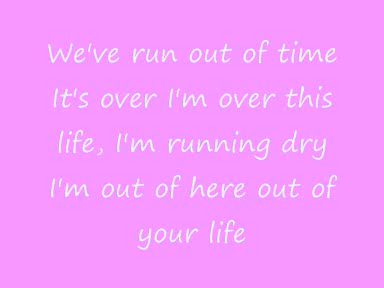 We've run out of time
It's over I'm over this
life, I'm running dry
I'm out of here out of
your life